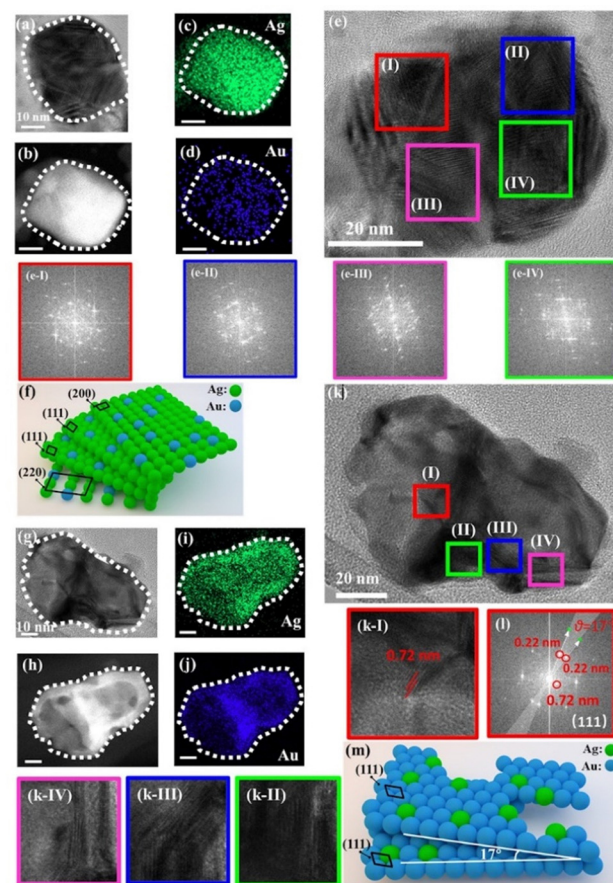 (a)
10 nm
(c)
Ag
(e)
(I)
(II)
(III)
(IV)
20 nm
(b)
(d)
Au
(e-I)
(e-II)
(e-III)
(e-IV)
(f)
Ag:
Au:
(200)
(111)
(111)
(220)
(k)
(I)
(II)
(III)
(IV)
20 nm
(g)
10 nm
(i)
Ag
(h)
(j)
Au
(k-I)
0.72 nm
(l)
θ=17°
0.22 nm
0.22 nm
0.72 nm
(111)
(k-IV)
(k-III)
(k-II)
(m)
Ag:
Au:
(111)
(111)
17°